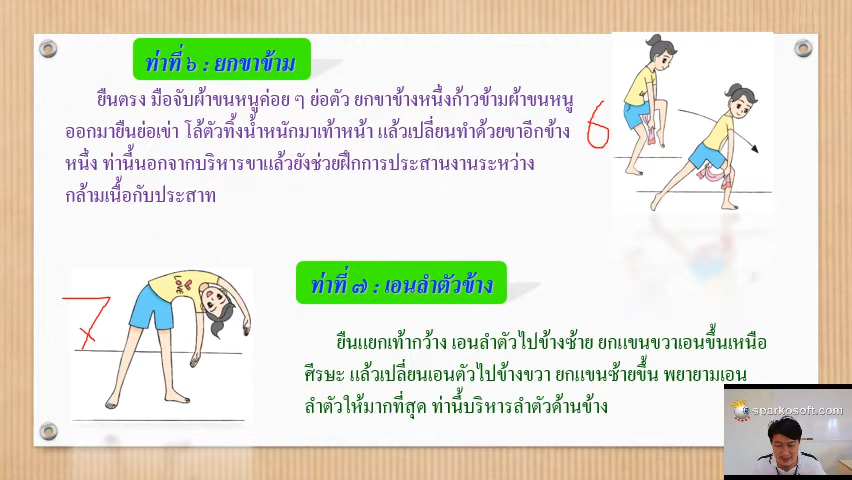 ท่าที่ ๖ : ยกขาข้าม
ยืนตรง มือจับผ้าขนหนูค่อย ๆ ย่อตัว ยกขาข้างหนึ่งก้าวข้ามผ้าขนหนู
ออกมายืนย่อเข่า โล้ตัวทิ้งน้ำหนักมาเท้าหน้า แล้วเปลี่ยนทำด้วยขาอีกข้าง
หนึ่ง ท่านี้นอกจากบริหารขาแล้วยังช่วยฝึกการประสานงานระหว่าง
กล้ามเนื้อกับประสาท
6
ท่าที่ ๗ : เอนลำตัวข้าง
7
LOVE
ยืนแยกเท้ากว้าง เอนลำตัวไปข้างซ้าย ยกแขนขวาเอนขึ้นเหนือ
ศีรษะ แล้วเปลี่ยนเอนตัวไปข้างขวา ยกแขนซ้ายขึ้น พยายามเอน
ลำตัวให้มากที่สุด ท่านี้บริหารลำตัวด้านข้าง
sparkosoft.com